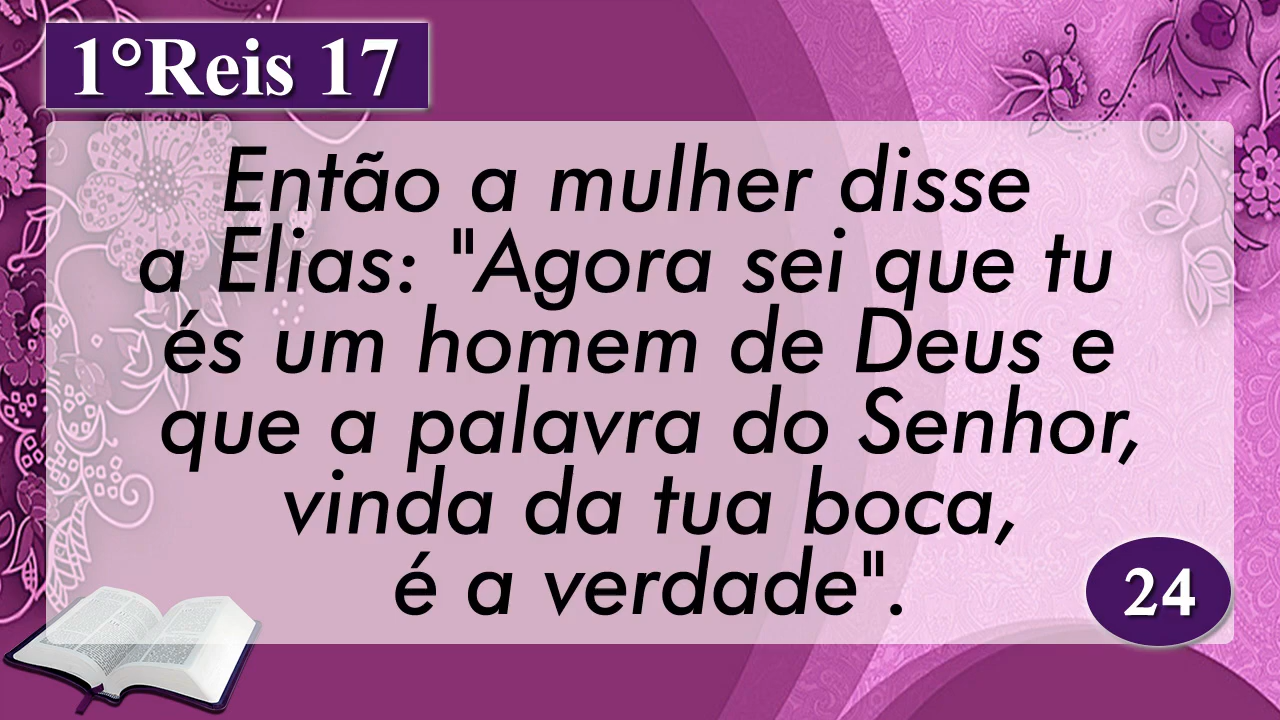 1°Reis 17
Então a mulher disse
a Elias: "Agora sei que tu
és um homem de Deus e
que a palavra do Senhor,
vinda da tua boca,
é a verdade".
24